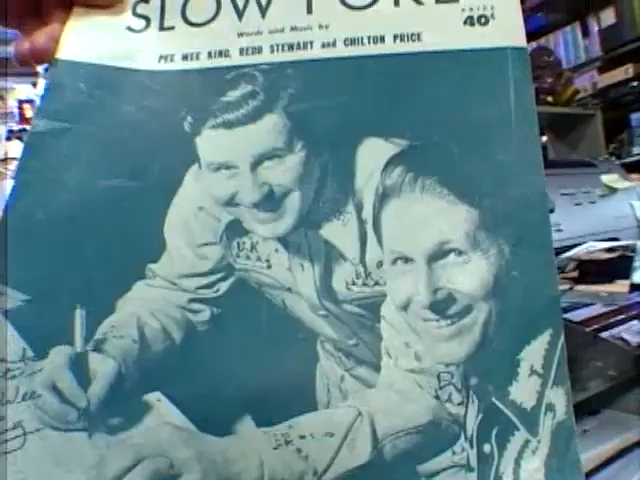 SLOW POKE
PRICE
40¢
Words and Music by
PEE WEE KING, REDD STEWART and CHILTON PRICE